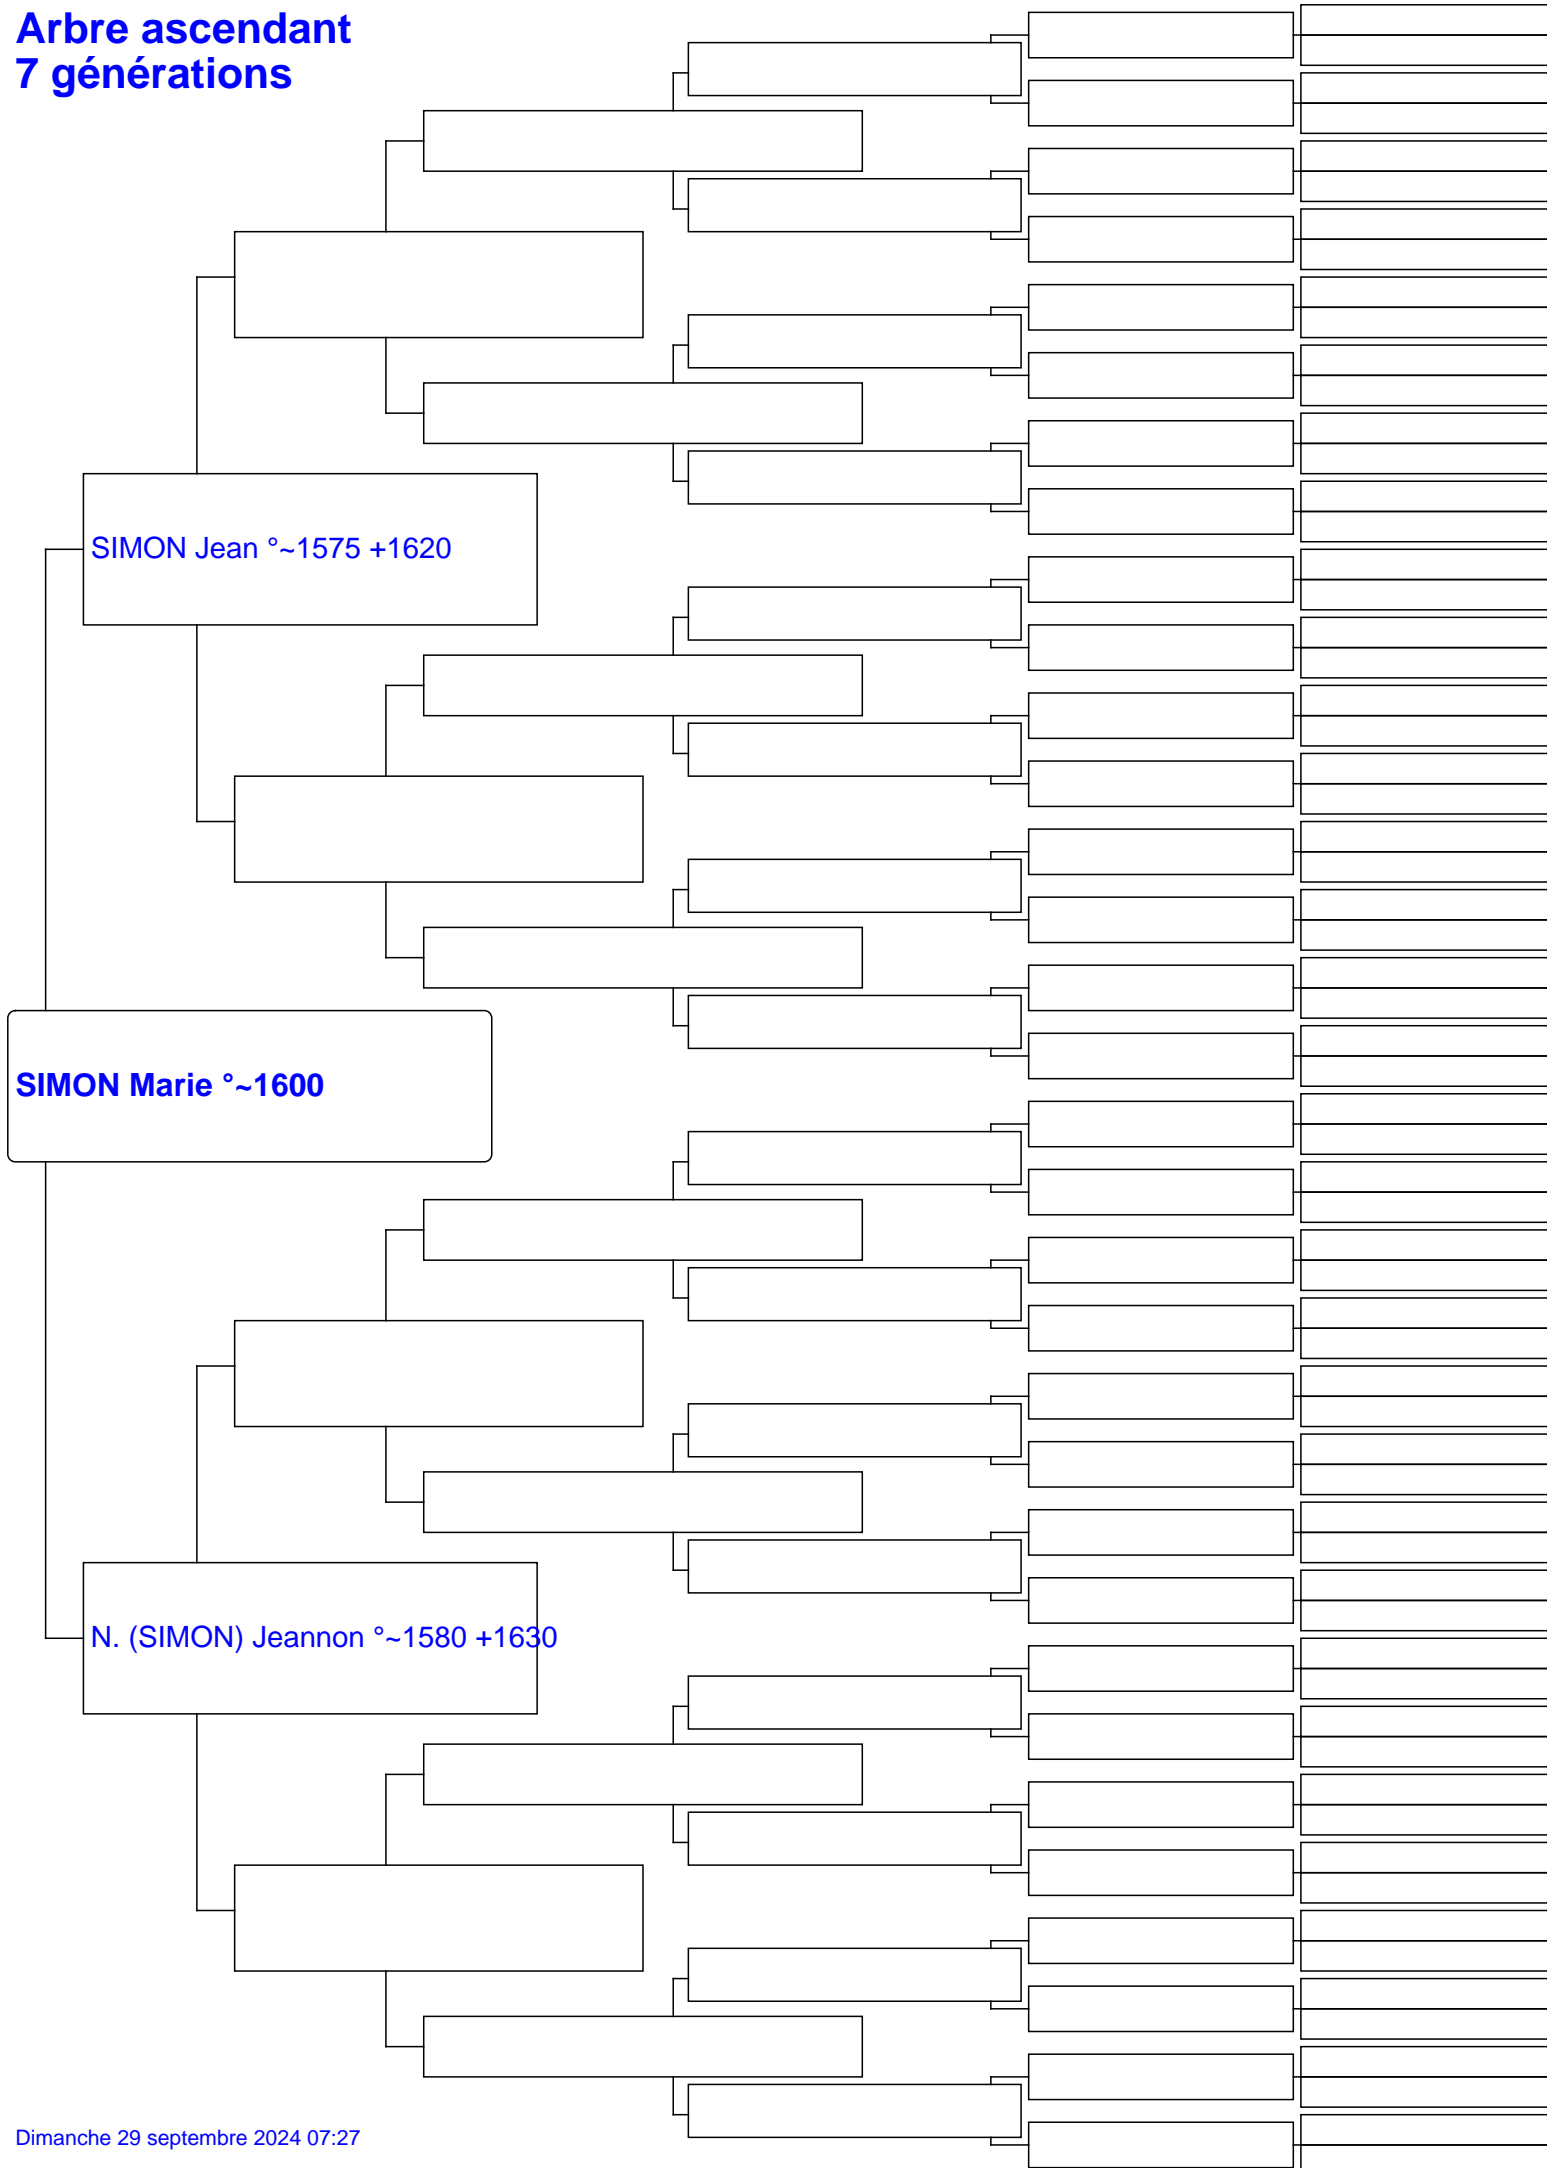 Arbre ascendant
7 générations
SIMON Jean °~1575 +1620
SIMON Marie °~1600
N. (SIMON) Jeannon °~1580 +1630
Dimanche 29 septembre 2024 07:27